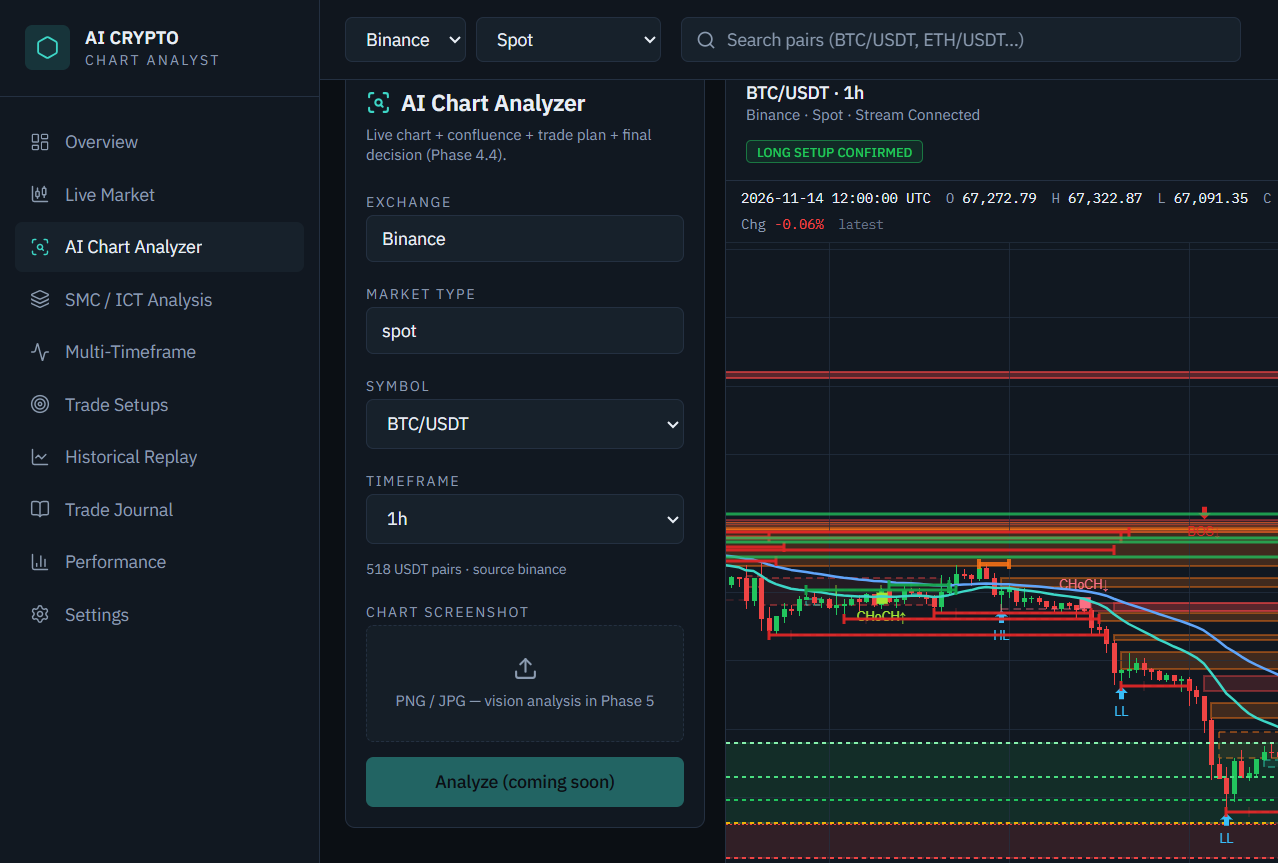 AI CRYPTO
CHART ANALYST
Overview
Live Market
AI Chart Analyzer
SMC / ICT Analysis
Multi-Timeframe
Trade Setups
Historical Replay
Trade Journal
Performance
Settings
Binance
Spot
Search pairs (BTC/USDT, ETH/USDT...)
AI Chart Analyzer
Live chart + confluence + trade plan + final
decision (Phase 4.4).
EXCHANGE
Binance
MARKET TYPE
spot
SYMBOL
BTC/USDT
TIMEFRAME
1h
518 USDT pairs · source binance
CHART SCREENSHOT
PNG / JPG — vision analysis in Phase 5
Analyze (coming soon)
BTC/USDT · 1h
Binance · Spot · Stream Connected
LONG SETUP CONFIRMED
2026-11-14 12:00:00 UTC O 67,272.79 H 67,322.87 L 67,091.35 C
Chg -0.06% latest
CHoCH↓
CHoCH↑
HL
LL
LL